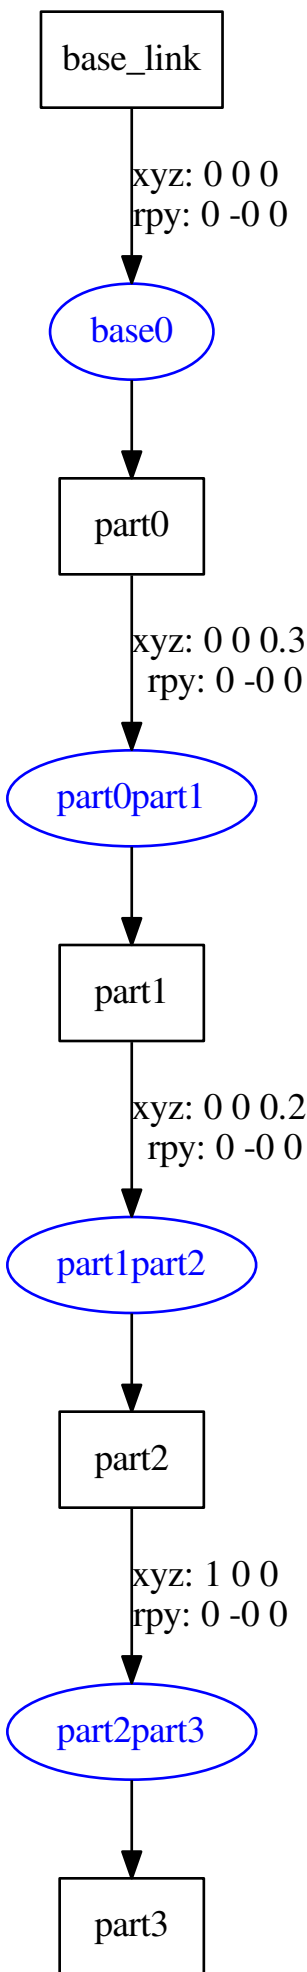 base_link
xyz: 0 0 0
rpy: 0 -0 0
base0
part0
xyz: 0 0 0.3
rpy: 0 -0 0
part0part1
part1
xyz: 0 0 0.2
rpy: 0 -0 0
part1part2
part2
xyz: 1 0 0
rpy: 0 -0 0
part2part3
part3